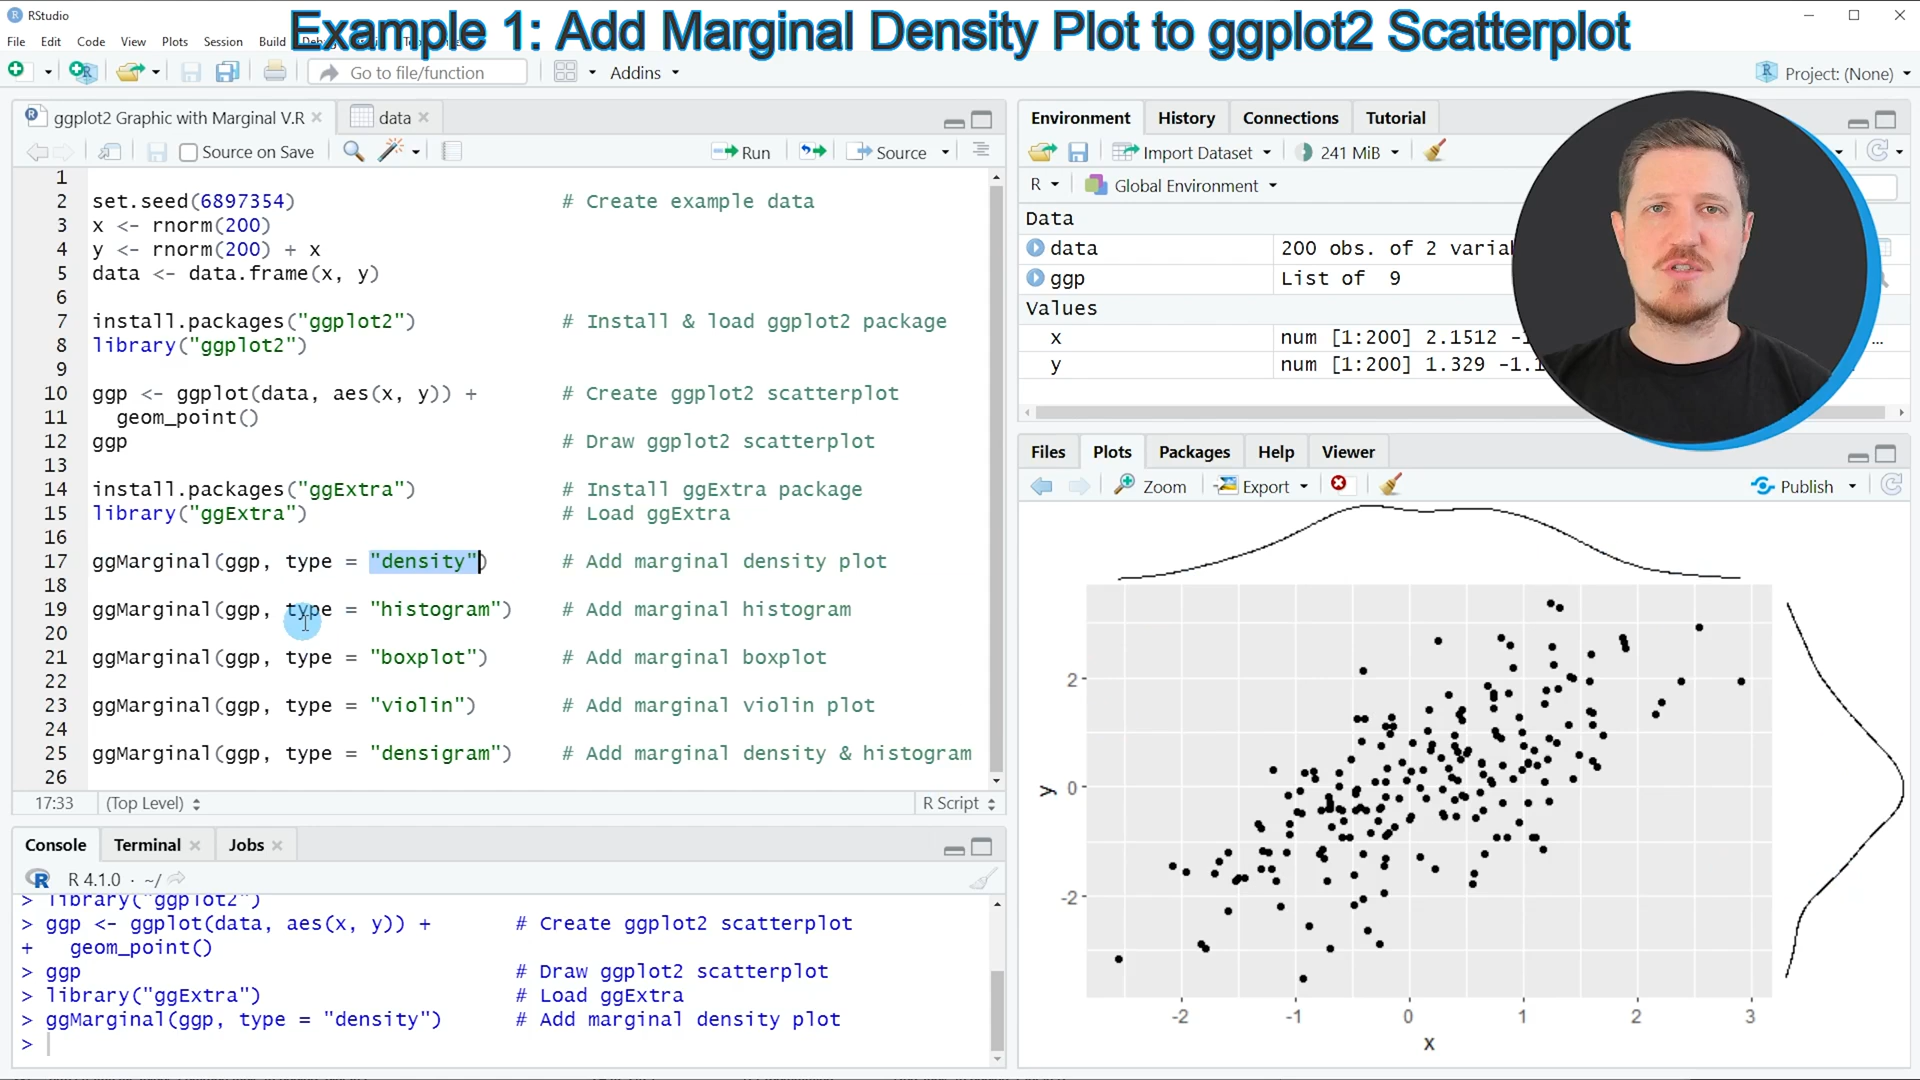 RStudio
Example 1: Add Marginal Density Plot to ggplot2 Scatterplot
File Edit Code View Plots Session Build
Go to file/function
Addins
Project: (None)
ggplot2 Graphic with Marginal V.R
data
Source on Save
Run
Source
1
2 set.seed(6897354) # Create example data
3 x <- rnorm(200)
4 y <- rnorm(200) + x
5 data <- data.frame(x, y)
6
7 install.packages("ggplot2") # Install & load ggplot2 package
8 library("ggplot2")
9
10 ggp <- ggplot(data, aes(x, y)) + # Create ggplot2 scatterplot
11 geom_point()
12 ggp # Draw ggplot2 scatterplot
13
14 install.packages("ggExtra") # Install ggExtra package
15 library("ggExtra") # Load ggExtra
16
17 ggMarginal(ggp, type = "density") # Add marginal density plot
18
19 ggMarginal(ggp, type = "histogram") # Add marginal histogram
20
21 ggMarginal(ggp, type = "boxplot") # Add marginal boxplot
22
23 ggMarginal(ggp, type = "violin") # Add marginal violin plot
24
25 ggMarginal(ggp, type = "densigram") # Add marginal density & histogram
26
17:33 (Top Level) R Script
Console Terminal Jobs
R 4.1.0 · ~/
> library("ggplot2")
> ggp <- ggplot(data, aes(x, y)) + # Create ggplot2 scatterplot
+ geom_point()
> ggp # Draw ggplot2 scatterplot
> library("ggExtra") # Load ggExtra
> ggMarginal(ggp, type = "density") # Add marginal density plot
>
Environment History Connections Tutorial
Import Dataset 241 MiB
R Global Environment
Data
data 200 obs. of 2 varia
ggp List of 9
Values
x num [1:200] 2.1512 - ...
y num [1:200] 1.329 -1.1
Files Plots Packages Help Viewer
Zoom Export Publish
2
0
-2
y
-2 -1 0 1 2 3
x